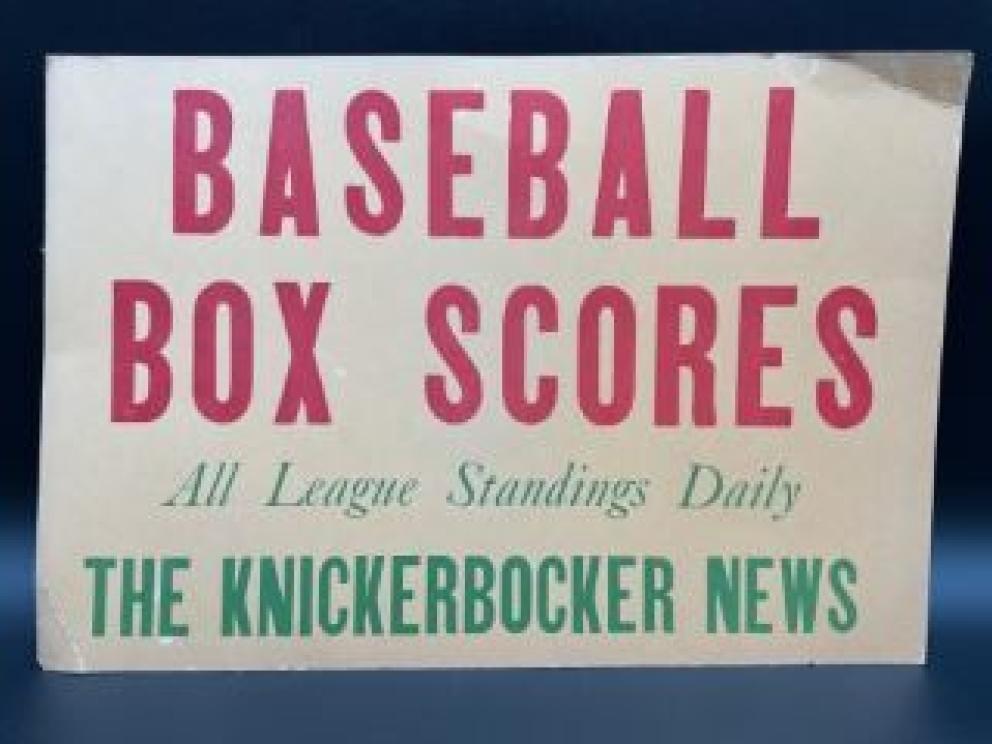 BASEBALL
BOX SCORES
All League Standings Daily
THE KNICKERBOCKER NEWS